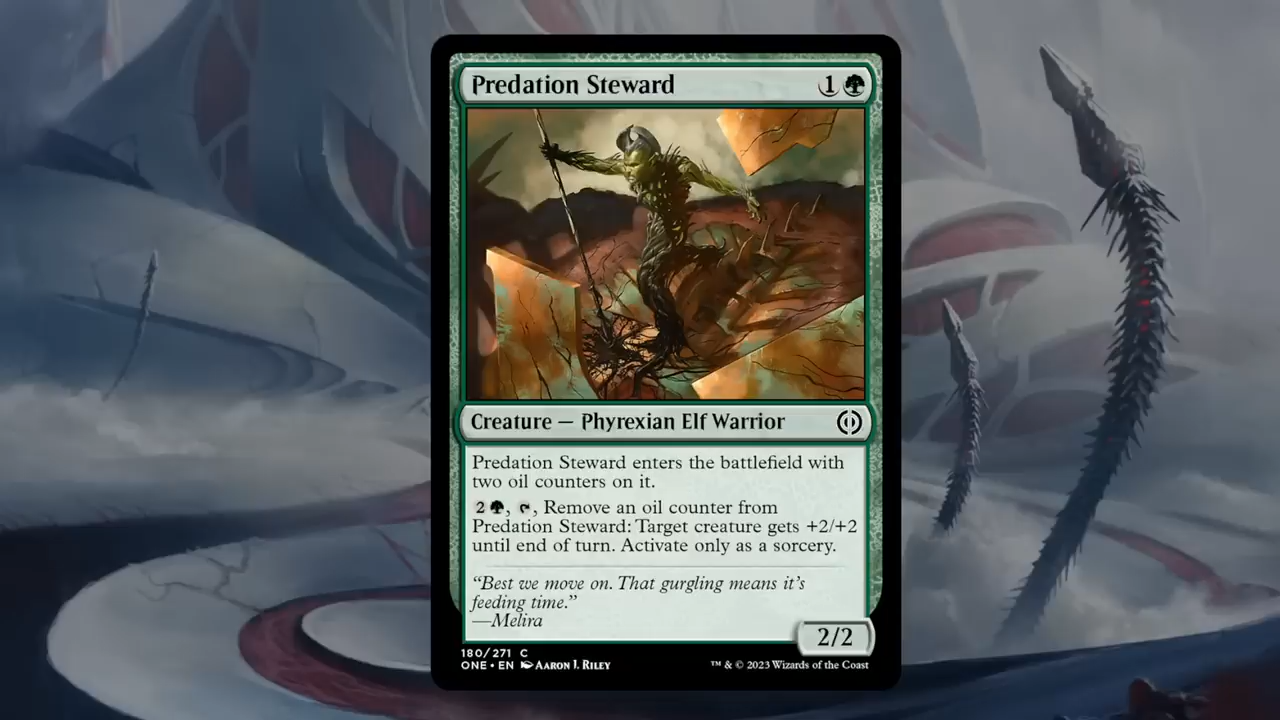 Predation Steward 1
Creature — Phyrexian Elf Warrior
Predation Steward enters the battlefield with
two oil counters on it.
2, , Remove an oil counter from
Predation Steward: Target creature gets +2/+2
until end of turn. Activate only as a sorcery.
“Best we move on. That gurgling means it’s
feeding time.”
—Melira
2/2
180/271 C
ONE • EN Aaron J. Riley
™ & © 2023 Wizards of the Coast